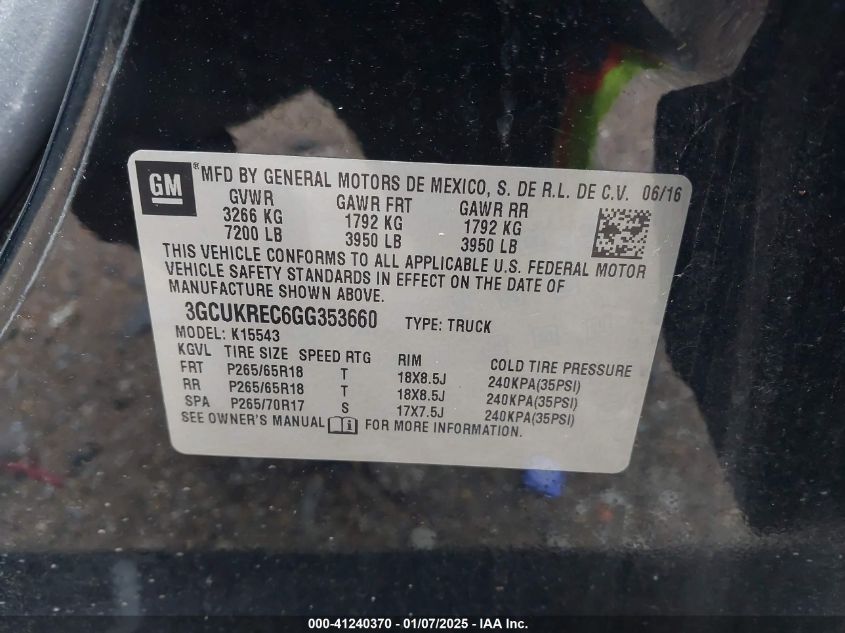 GM ® MFD BY GENERAL MOTORS DE MEXICO, S. DE R.L. DE C.V. 06/16
GVWR GAWR FRT GAWR RR
3266 KG 1792 KG 1792 KG
7200 LB 3950 LB 3950 LB
THIS VEHICLE CONFORMS TO ALL APPLICABLE U.S. FEDERAL MOTOR
VEHICLE SAFETY STANDARDS IN EFFECT ON THE DATE OF
MANUFACTURE SHOWN ABOVE.
3GCUKREC6GG353660 TYPE: TRUCK
MODEL: K15543
KGVL TIRE SIZE SPEED RTG RIM COLD TIRE PRESSURE
FRT P265/65R18 T 18X8.5J 240KPA(35PSI)
RR P265/65R18 T 18X8.5J 240KPA(35PSI)
SPA P265/70R17 S 17X7.5J 240KPA(35PSI)
SEE OWNER'S MANUAL i FOR MORE INFORMATION.
000-41240370 - 01/07/2025 - IAA Inc.